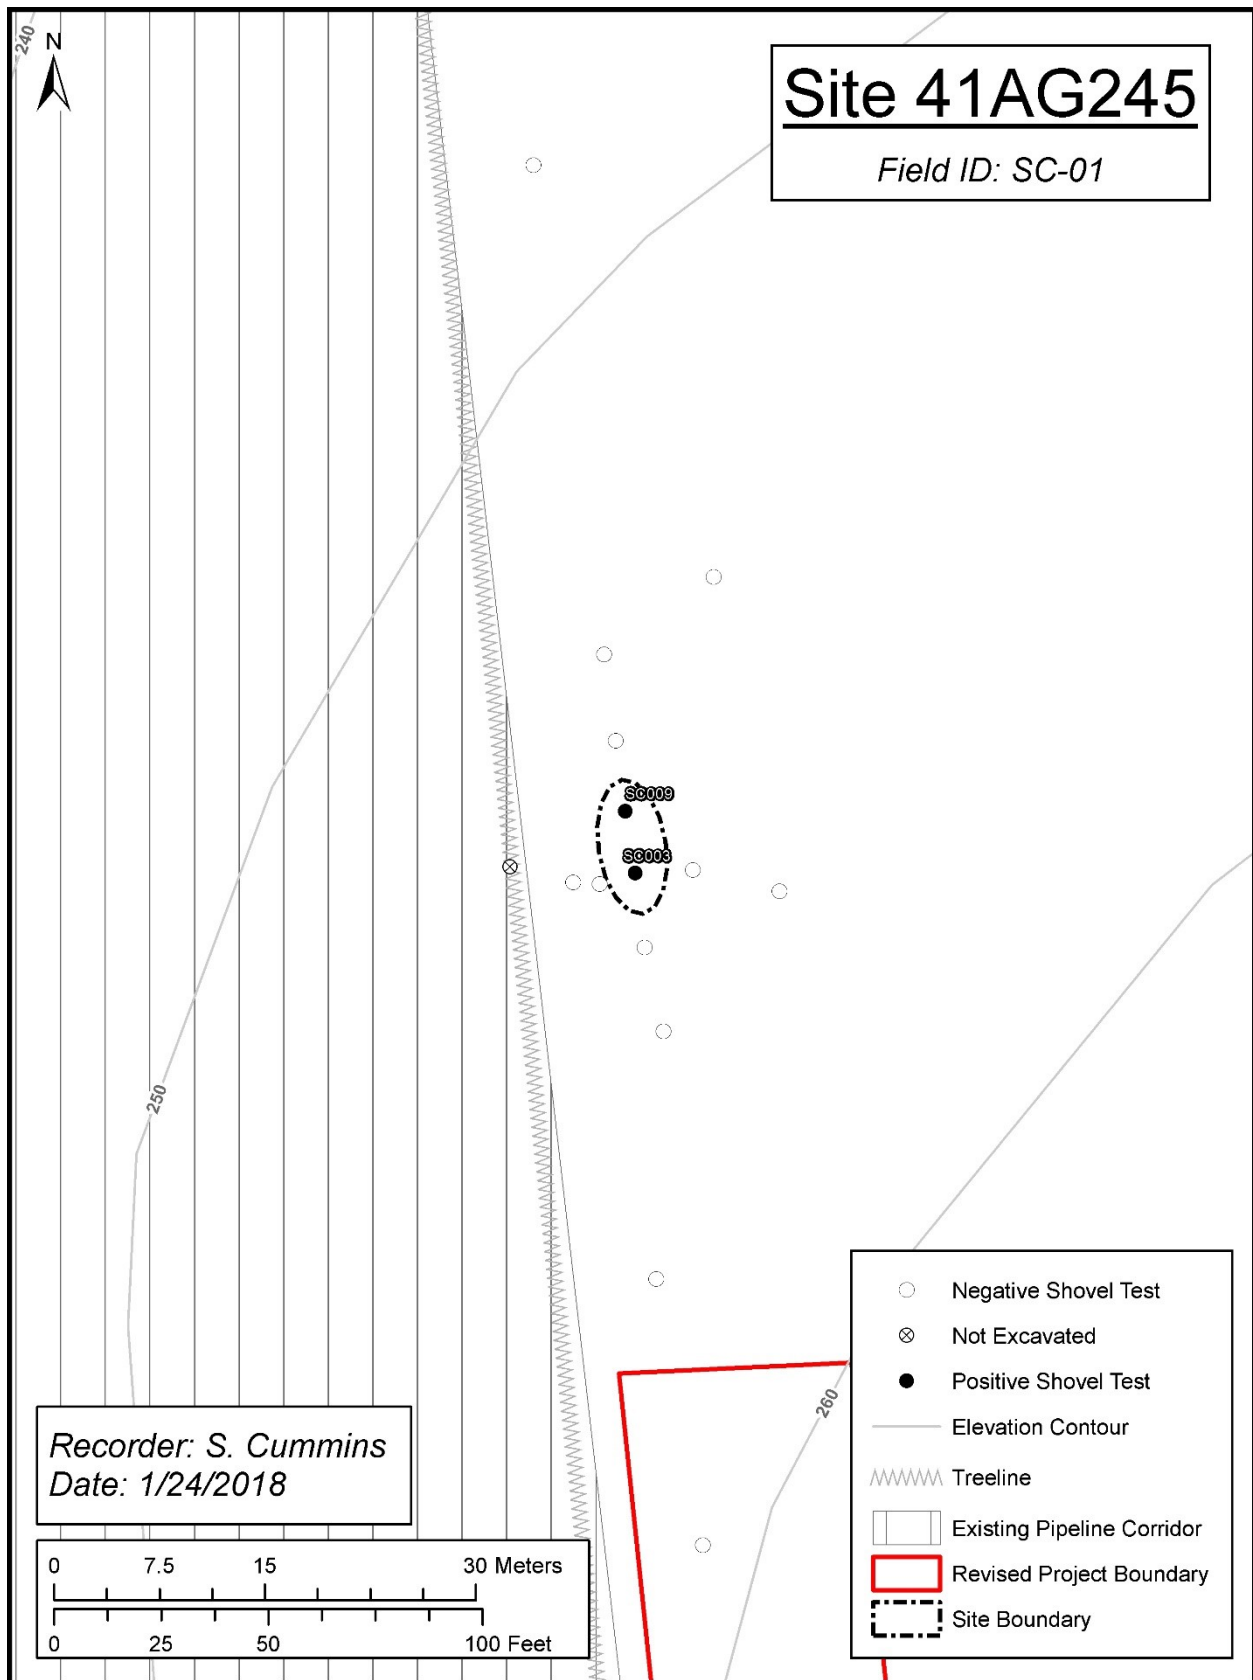 240
N
Site 41AG245
Field ID: SC-01
SC009
SC003
250
260
Negative Shovel Test
Not Excavated
Positive Shovel Test
Elevation Contour
Treeline
Existing Pipeline Corridor
Revised Project Boundary
Site Boundary
Recorder: S. Cummins
Date: 1/24/2018
0 7.5 15 30 Meters
0 25 50 100 Feet